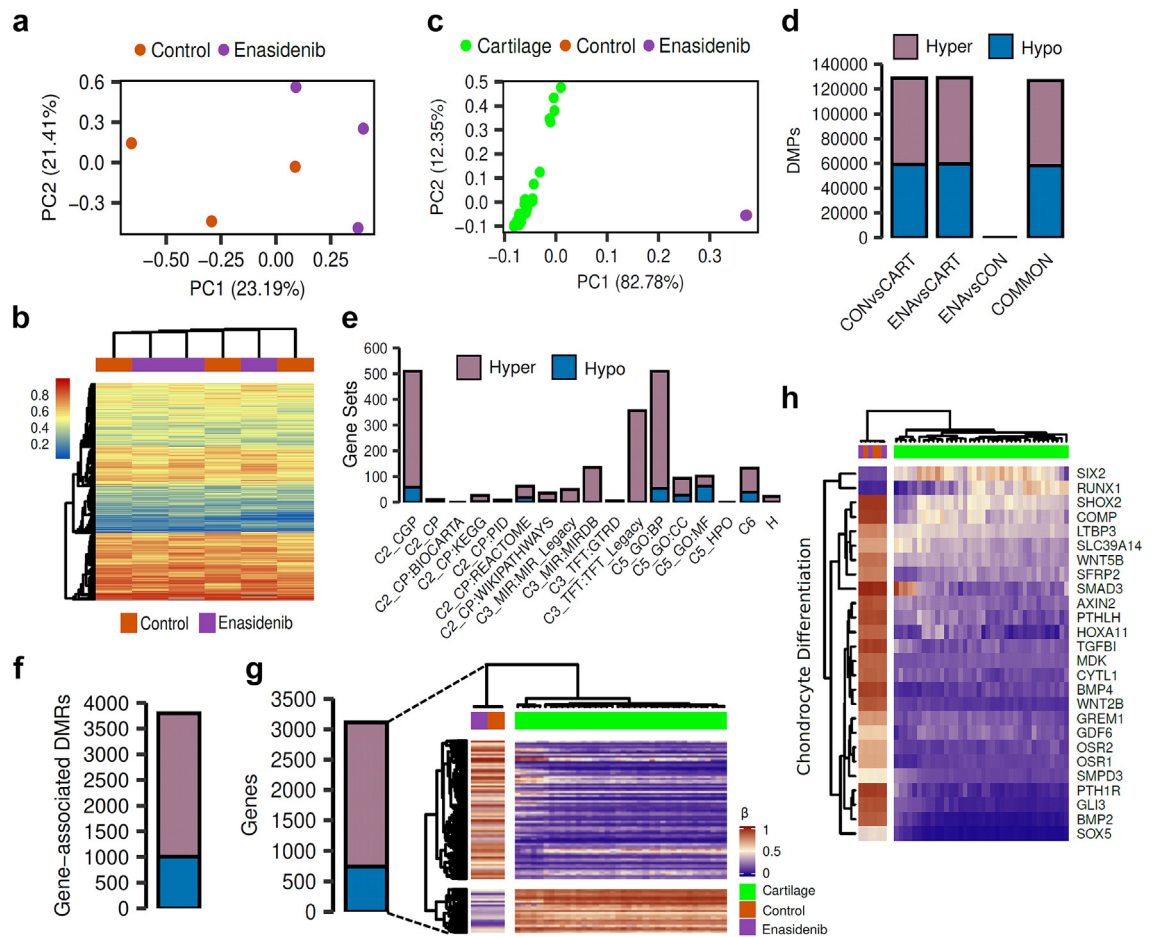 a
Control Enasidenib
PC2 (21.41%)
0.6
0.3
0.0
−0.3
−0.50 −0.25 0.00 0.25
PC1 (23.19%)
b
0.8
0.6
0.4
0.2
Control Enasidenib
c
Cartilage Control Enasidenib
PC2 (12.35%)
0.5
0.4
0.3
0.2
0.1
0.0
−0.1
−0.1 0.0 0.1 0.2 0.3
PC1 (82.78%)
d
Hyper Hypo
DMPs
140000
120000
100000
80000
60000
40000
20000
0
CONvsCART
ENAvsCART
ENAvsCON
COMMON
e
Hyper Hypo
Gene Sets
600
500
400
300
200
100
0
C2_CGP
C2_CP
C2_CP:BIOCARTA
C2_CP:KEGG
C2_CP:PID
C2_CP:REACTOME
C2_CP:WIKIPATHWAYS
C3_MIR:MIR_Legacy
C3_MIR:MIRDB
C3_TFT:GTRD
C3_TFT:TFT_Legacy
C5_GO:BP
C5_GO:CC
C5_GO:MF
C5_HPO
C6
H
f
Gene−associated DMRs
4000
3500
3000
2500
2000
1500
1000
500
0
g
Genes
3500
3000
2500
2000
1500
1000
500
0
β
1
0.5
0
Cartilage
Control
Enasidenib
h
Chondrocyte Differentiation
SIX2
RUNX1
SHOX2
COMP
LTBP3
SLC39A14
WNT5B
SFRP2
SMAD3
AXIN2
PTHLH
HOXA11
TGFBI
MDK
CYTL1
BMP4
WNT2B
GREM1
GDF6
OSR2
OSR1
SMPD3
PTH1R
GLI3
BMP2
SOX5